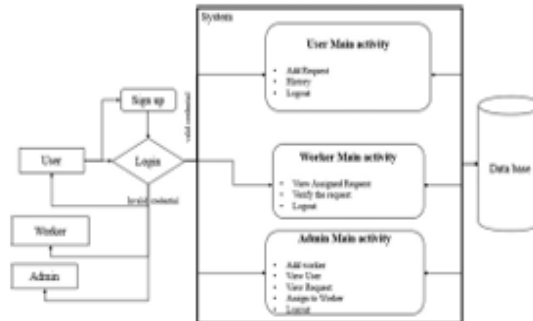 System
User Main activity
Add Request
History
Logout
Sign up
valid credential
User
Login
Data base
Worker Main activity
View Assigned Request
Verify the request
Logout
Invalid credential
Worker
Admin
Admin Main activity
Add worker
View User
View Request
Assign to Worker
Logout